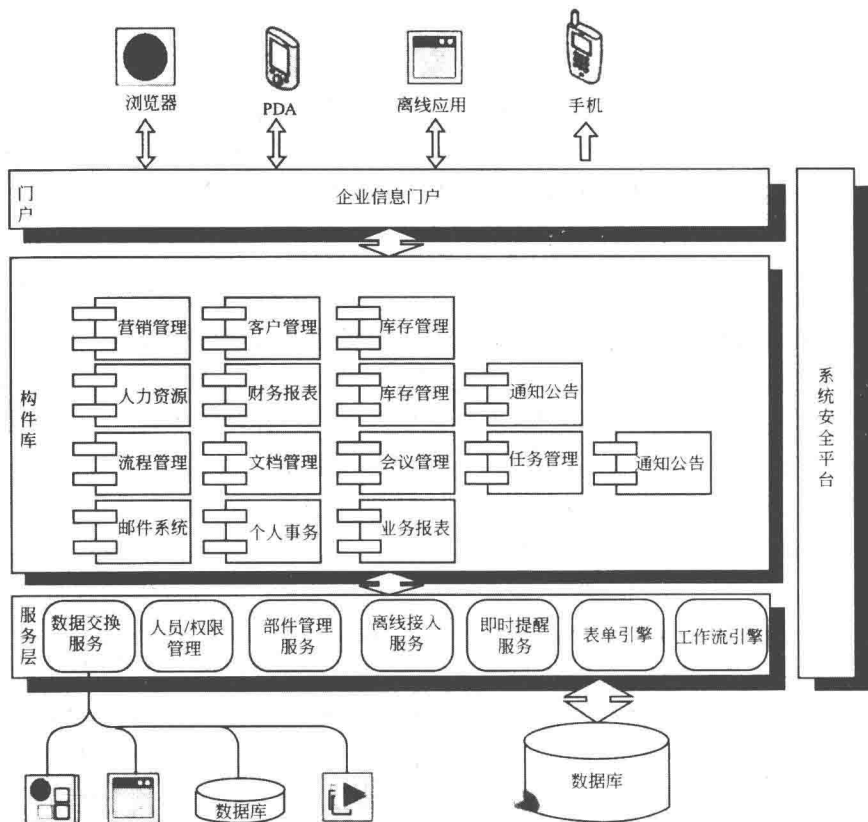 浏览器
PDA
离线应用
手机
门户
企业信息门户
构件库
营销管理
客户管理
库存管理
人力资源
财务报表
库存管理
通知公告
流程管理
文档管理
会议管理
任务管理
通知公告
邮件系统
个人事务
业务报表
系统安全平台
服务层
数据交换
服务
人员/权限
管理
部件管理
服务
离线接入
服务
即时提醒
服务
表单引擎
工作流引擎
数据库
数据库